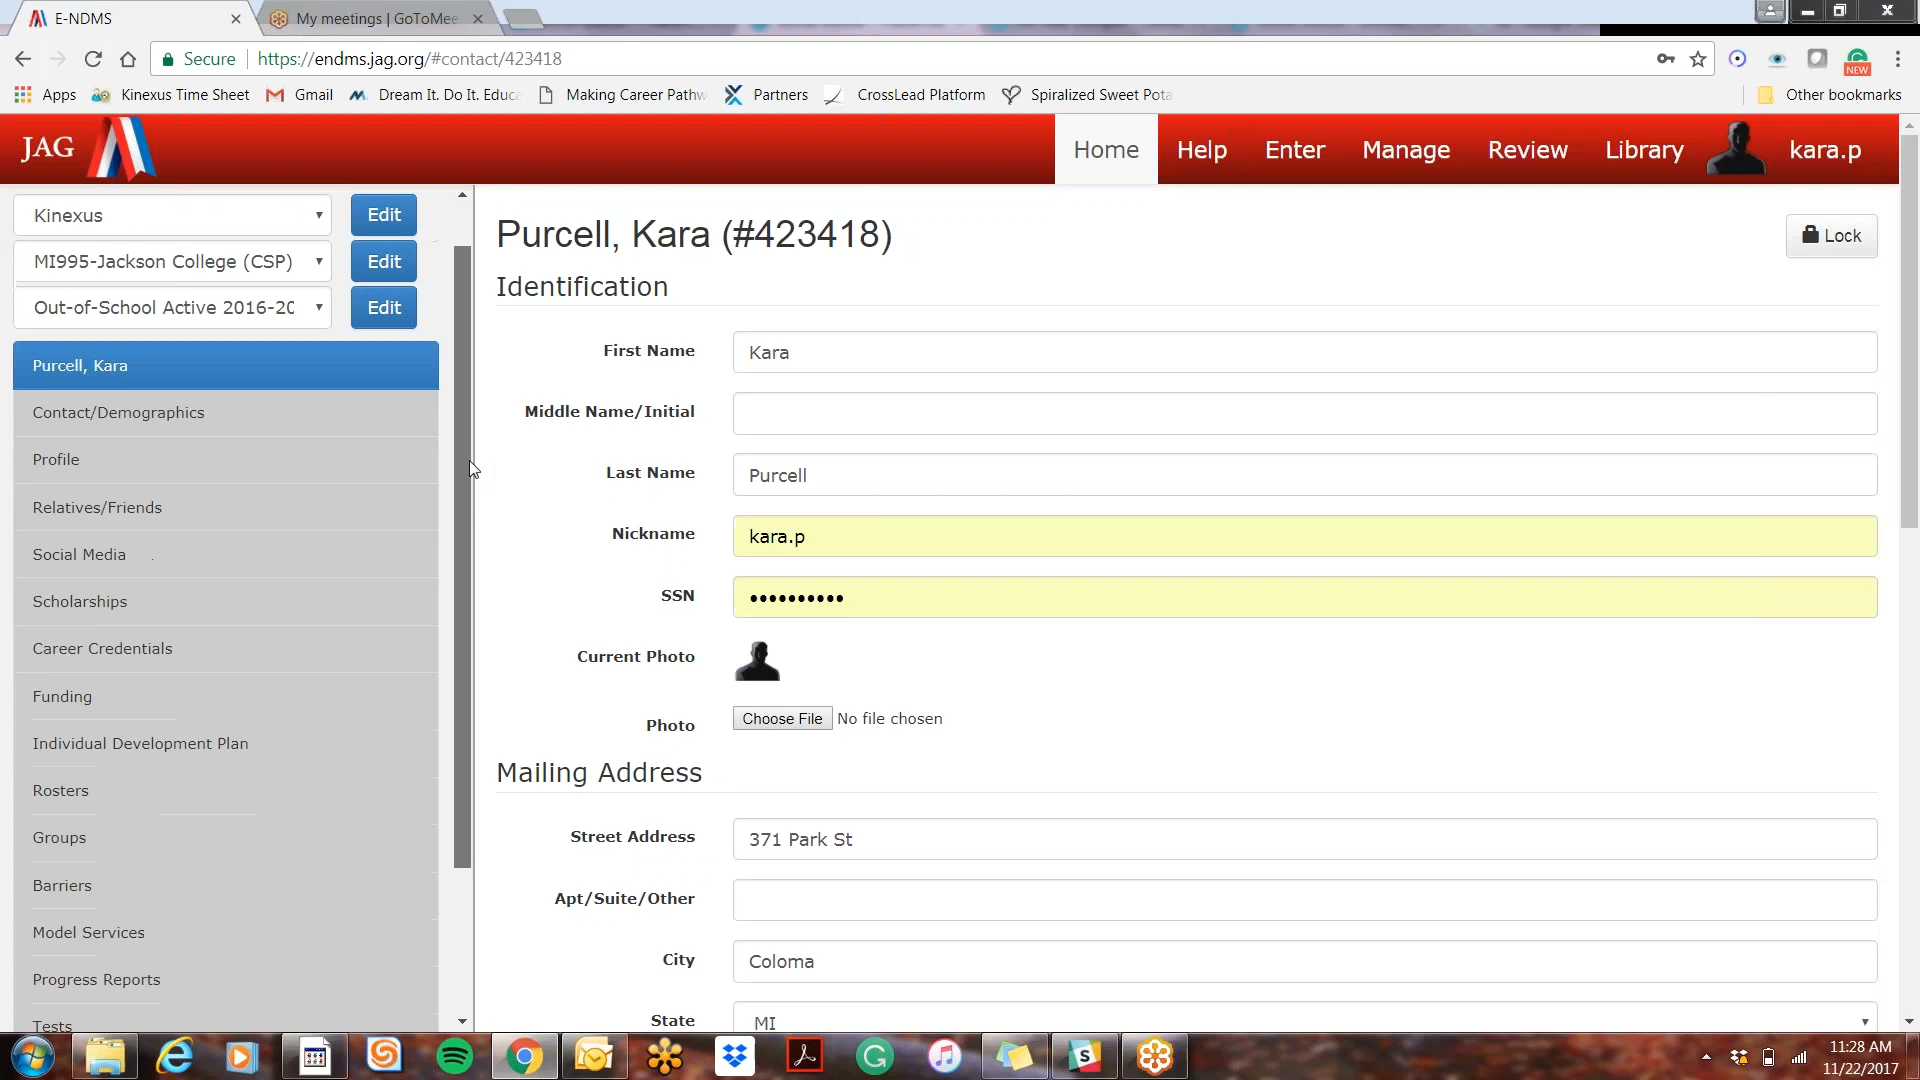 E-NDMS
My meetings | GoToMee
Secure
https://endms.jag.org/#contact/423418
NEW
Apps
Kinexus Time Sheet
Gmail
Dream It. Do It. Educa
Making Career Pathw
Partners
CrossLead Platform
Spiralized Sweet Pota
Other bookmarks
JAG
Home
Help
Enter
Manage
Review
Library
kara.p
Kinexus
Edit
MI995-Jackson College (CSP)
Edit
Out-of-School Active 2016-20
Edit
Purcell, Kara
Contact/Demographics
Profile
Relatives/Friends
Social Media
Scholarships
Career Credentials
Funding
Individual Development Plan
Rosters
Groups
Barriers
Model Services
Progress Reports
Tests
Purcell, Kara (#423418)
Lock
Identification
First Name
Kara
Middle Name/Initial
Last Name
Purcell
Nickname
kara.p
SSN
••••••••••
Current Photo
Photo
Choose File No file chosen
Mailing Address
Street Address
371 Park St
Apt/Suite/Other
City
Coloma
State
MI
11:28 AM
11/22/2017